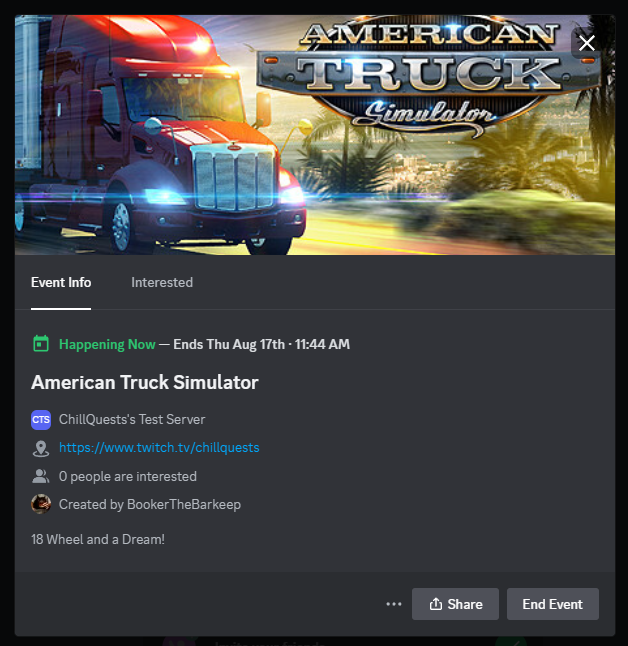 AMERICAN
TRUCK
Simulator
Event Info
Interested
Happening Now — Ends Thu Aug 17th · 11:44 AM
American Truck Simulator
CTS ChillQuests's Test Server
https://www.twitch.tv/chillquests
0 people are interested
Created by BookerTheBarkeep
18 Wheel and a Dream!
Share
End Event